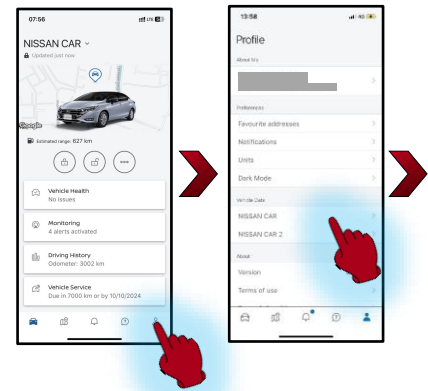 07:56
LTE
NISSAN CAR
Updated just now
Google
Estimated range: 627 km
Vehicle Health
No issues
Monitoring
4 alerts activated
Driving History
Odometer: 3002 km
Vehicle Service
Due in 7000 km or by 10/10/2024
13:58
Profile
About Me
Preferences
Favourite addresses
Notifications
Units
Dark Mode
Vehicle Data
NISSAN CAR
NISSAN CAR 2
About
Version
Terms of use